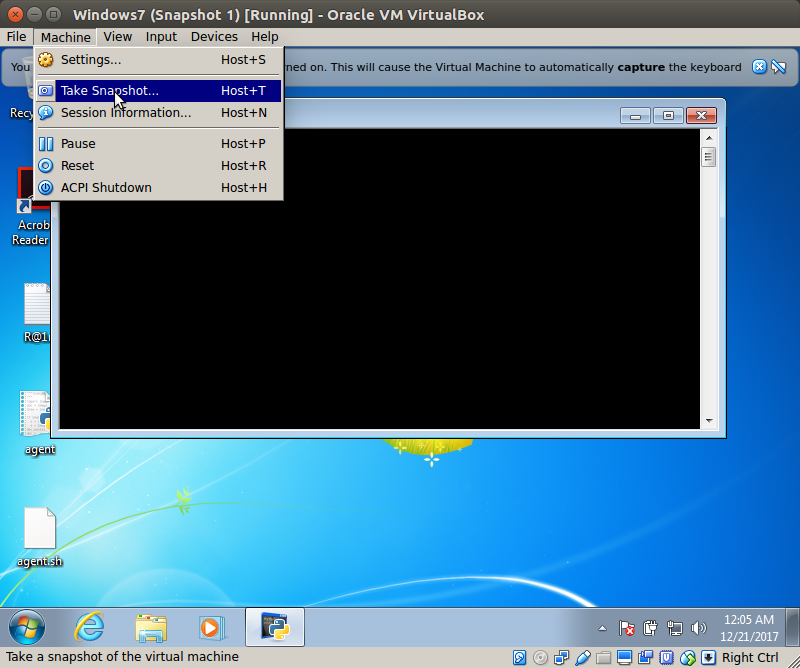 Windows7 (Snapshot 1) [Running] - Oracle VM VirtualBox
File Machine View Input Devices Help
You
ned on. This will cause the Virtual Machine to automatically capture the keyboard
Settings... Host+S
Take Snapshot... Host+T
Session Information... Host+N
Pause Host+P
Reset Host+R
ACPI Shutdown Host+H
Recy
Acrob
Reader
R@1
agent
agent.sh
12:05 AM
12/21/2017
Take a snapshot of the virtual machine
Right Ctrl